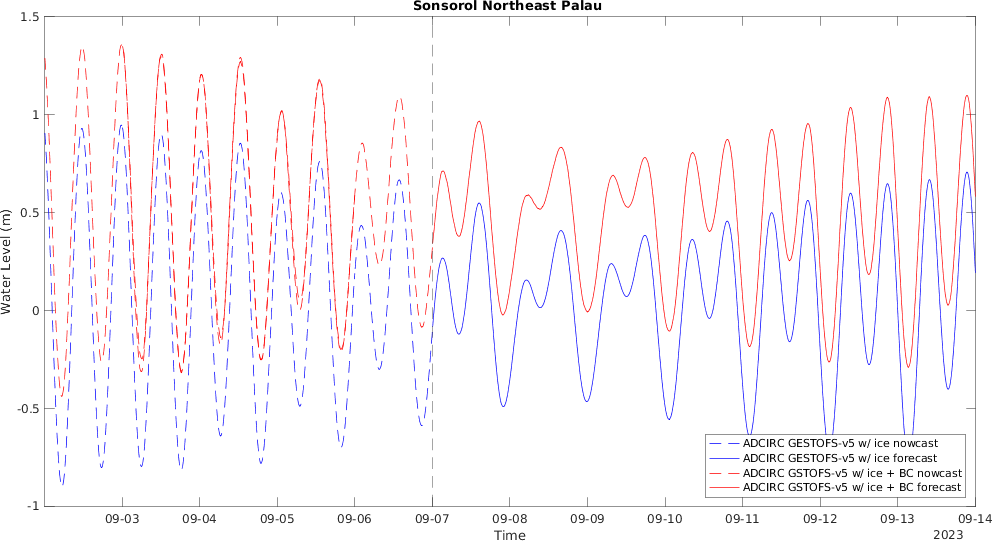 Sonsorol Northeast Palau
1.5
1
0.5
0
-0.5
-1
Water Level (m)
ADCIRC GESTOFS-v5 w/ ice nowcast
ADCIRC GESTOFS-v5 w/ ice forecast
ADCIRC GSTOFS-v5 w/ ice + BC nowcast
ADCIRC GSTOFS-v5 w/ ice + BC forecast
09-03 09-04 09-05 09-06 09-07 09-08 09-09 09-10 09-11 09-12 09-13 09-14
Time
2023